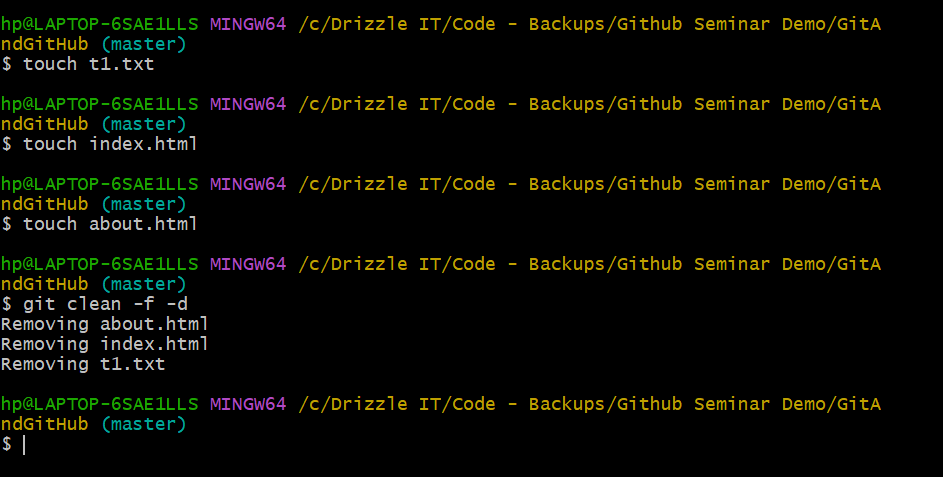 hp@LAPTOP-6SAE1LLS MINGW64 /c/Drizzle IT/Code - Backups/Github Seminar Demo/GitA
ndGitHub (master)
$ touch t1.txt
hp@LAPTOP-6SAE1LLS MINGW64 /c/Drizzle IT/Code - Backups/Github Seminar Demo/GitA
ndGitHub (master)
$ touch index.html
hp@LAPTOP-6SAE1LLS MINGW64 /c/Drizzle IT/Code - Backups/Github Seminar Demo/GitA
ndGitHub (master)
$ touch about.html
hp@LAPTOP-6SAE1LLS MINGW64 /c/Drizzle IT/Code - Backups/Github Seminar Demo/GitA
ndGitHub (master)
$ git clean -f -d
Removing about.html
Removing index.html
Removing t1.txt
hp@LAPTOP-6SAE1LLS MINGW64 /c/Drizzle IT/Code - Backups/Github Seminar Demo/GitA
ndGitHub (master)
$